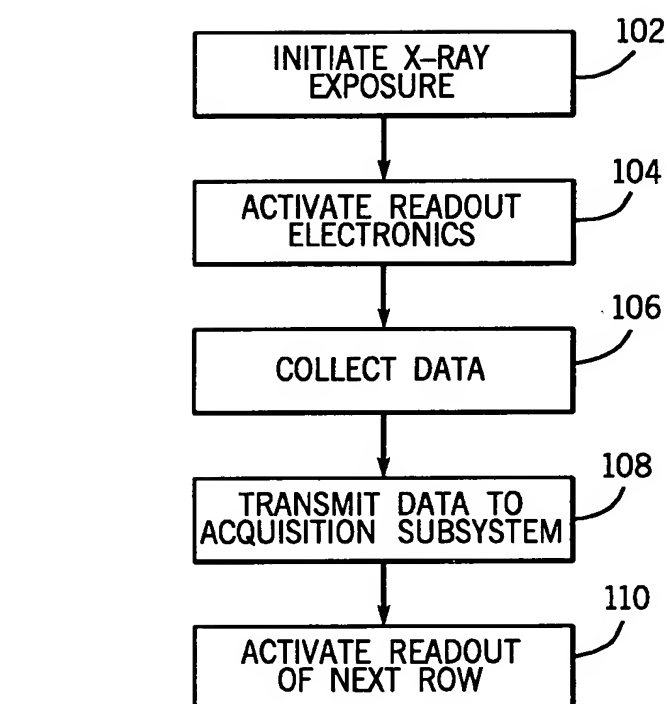 102
INITIATE X-RAY
EXPOSURE
104
ACTIVATE READOUT
ELECTRONICS
106
COLLECT DATA
108
TRANSMIT DATA TO
ACQUISITION SUBSYSTEM
110
ACTIVATE READOUT
OF NEXT ROW